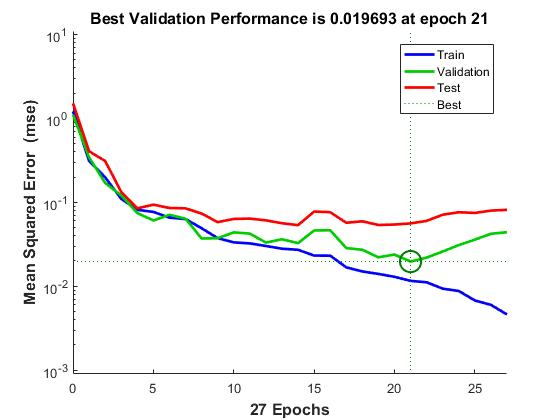 Best Validation Performance is 0.019693 at epoch 21
Mean Squared Error (mse)
10^1
10^0
10^-1
10^-2
10^-3
Train
Validation
Test
Best
0 5 10 15 20 25
27 Epochs